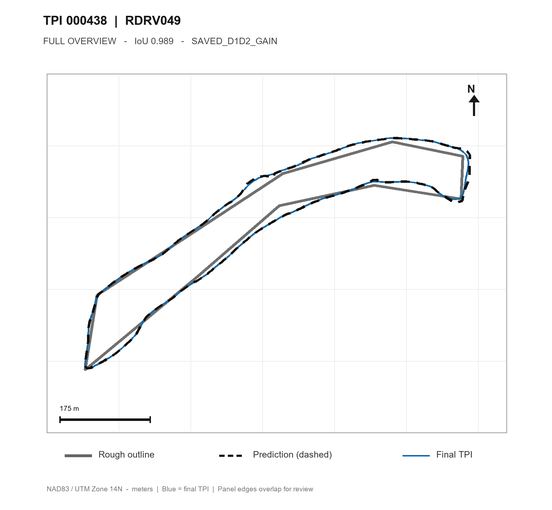 TPI 000438 | RDRV049
FULL OVERVIEW - IoU 0.989 - SAVED_D1D2_GAIN
N
175 m
Rough outline Prediction (dashed) Final TPI
NAD83 / UTM Zone 14N - meters | Blue = final TPI | Panel edges overlap for review